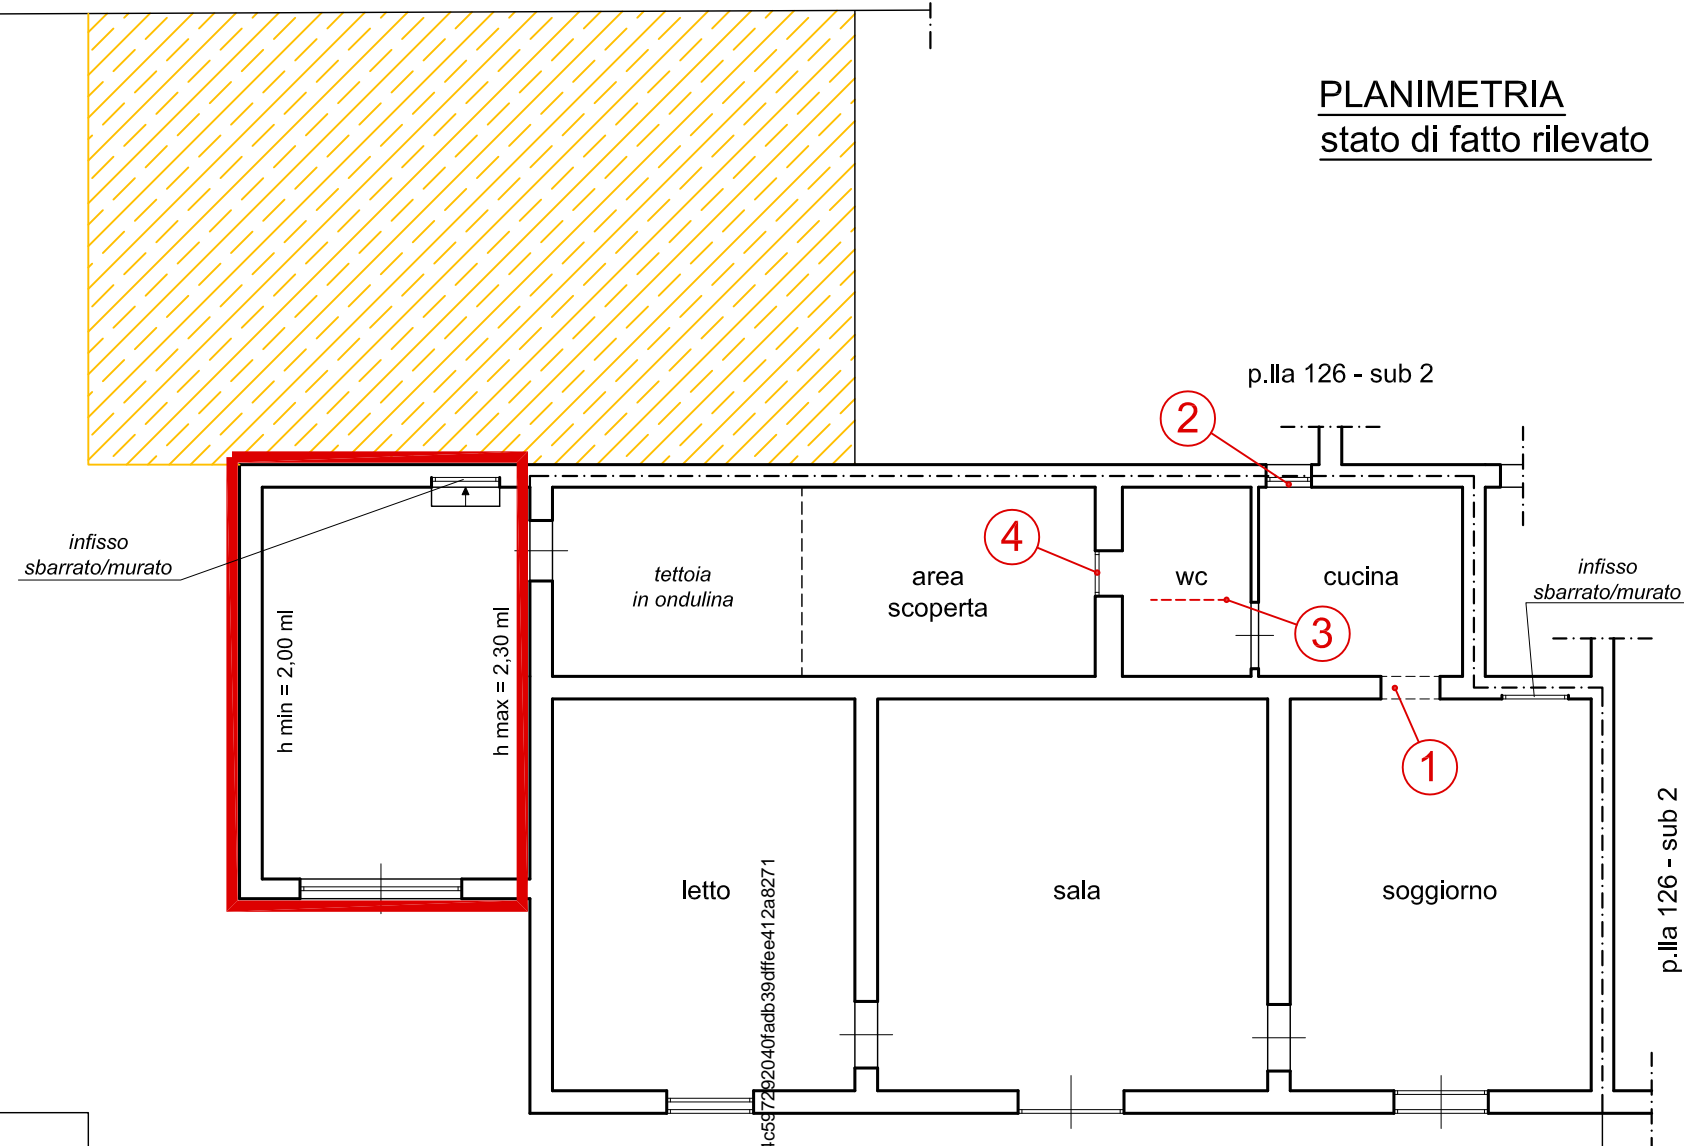 PLANIMETRIA
stato di fatto rilevato
p.lla 126 - sub 2
2
4
infisso
sbarrato/murato
tettoia
in ondulina
area
scoperta
wc
cucina
infisso
sbarrato/murato
3
h min = 2,00 ml
h max = 2,30 ml
1
letto
sala
soggiorno
p.lla 126 - sub 2
4c597292040fadb39dffee412a8271